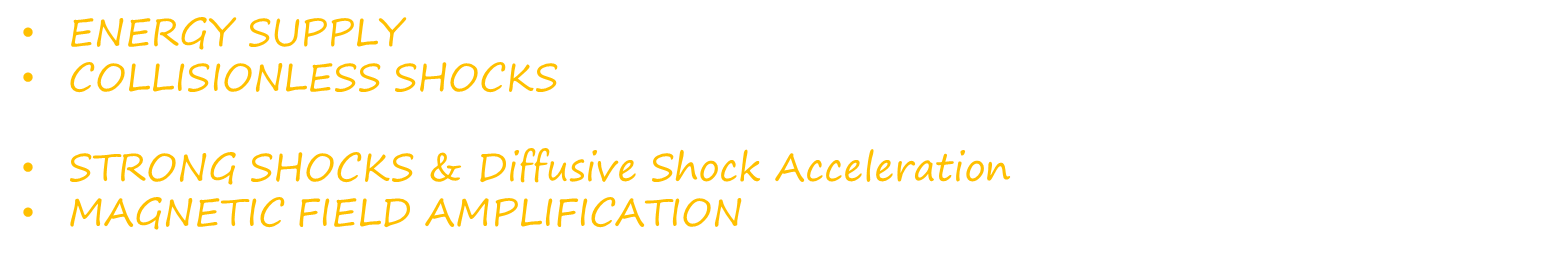 • ENERGY SUPPLY
• COLLISIONLESS SHOCKS
• STRONG SHOCKS & Diffusive Shock Acceleration
• MAGNETIC FIELD AMPLIFICATION